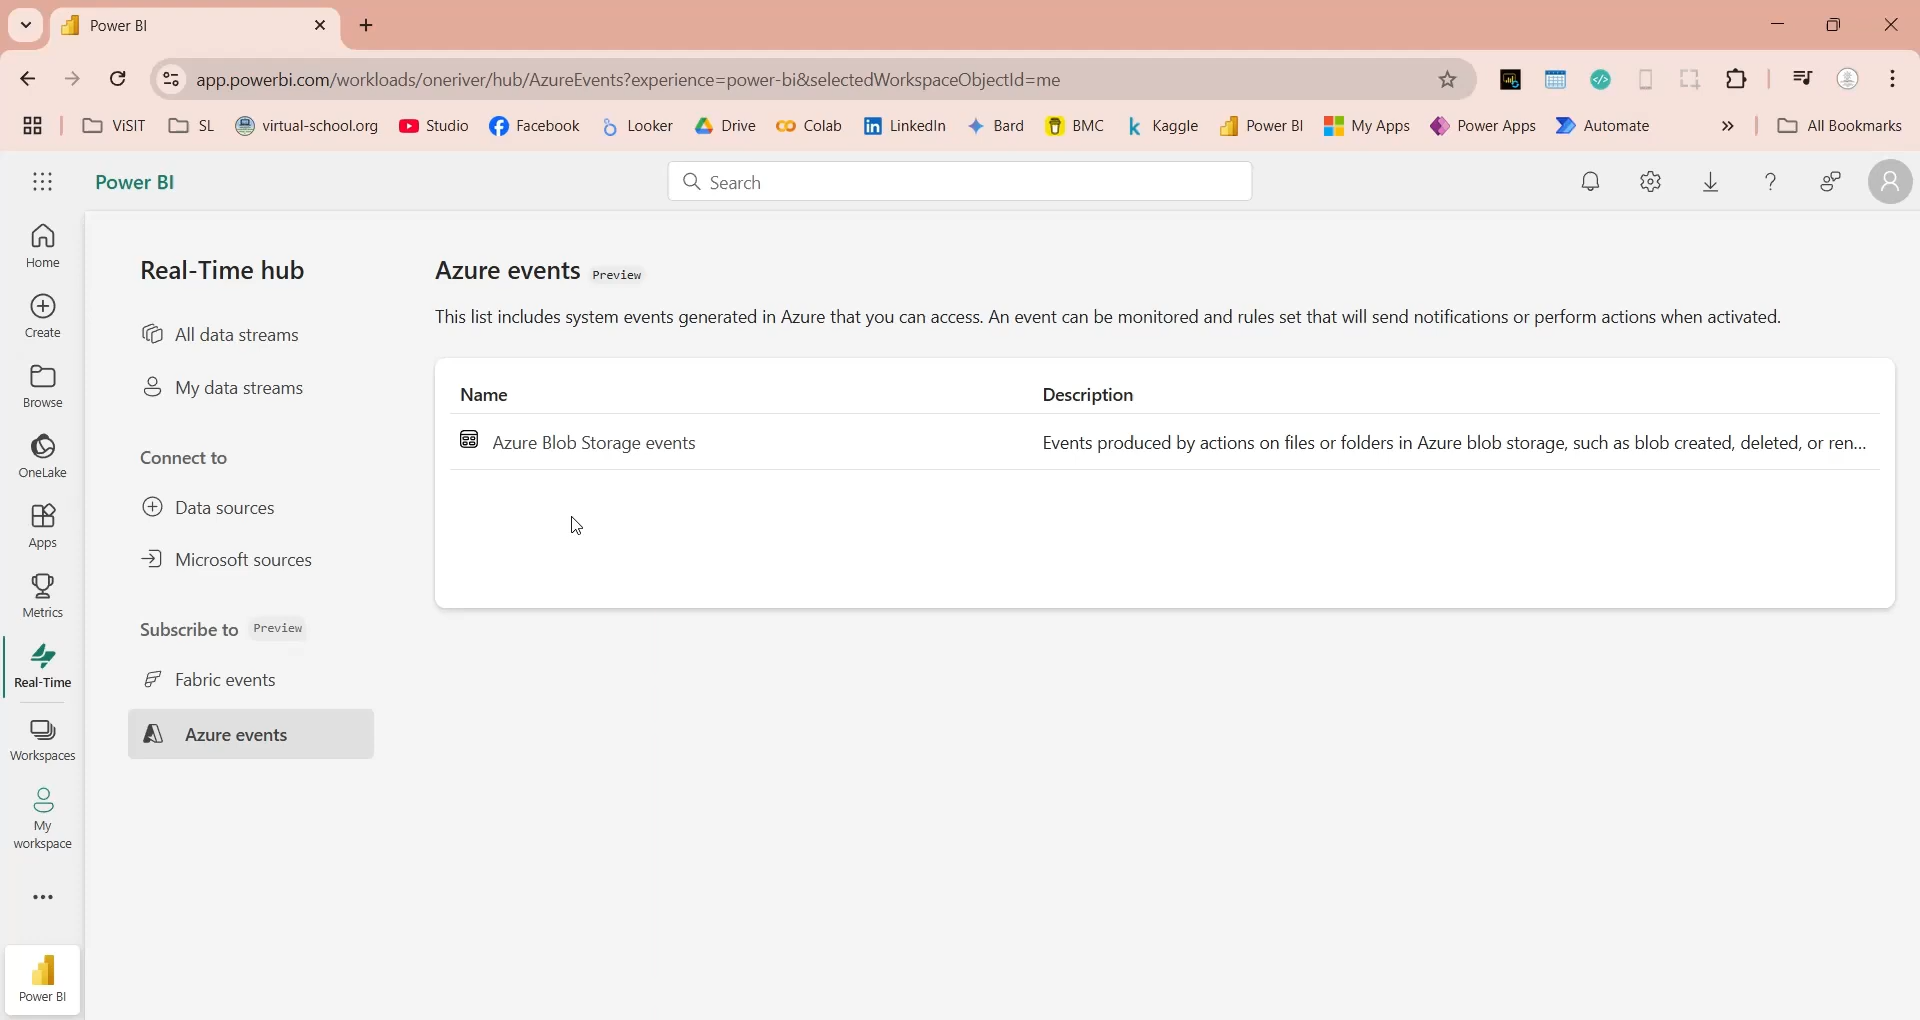 Power BI
app.powerbi.com/workloads/oneriver/hub/AzureEvents?experience=power-bi&selectedWorkspaceObjectId=me
ViSIT SL virtual-school.org Studio Facebook Looker Drive Colab LinkedIn Bard BMC Kaggle Power BI My Apps Power Apps Automate » All Bookmarks
Power BI Search
Home
Create
Browse
OneLake
Apps
Metrics
Real-Time
Workspaces
My
workspace
Power BI
Real-Time hub
All data streams
My data streams
Connect to
Data sources
Microsoft sources
Subscribe to Preview
Fabric events
Azure events
Azure events Preview
This list includes system events generated in Azure that you can access. An event can be monitored and rules set that will send notifications or perform actions when activated.
Name Description
Azure Blob Storage events Events produced by actions on files or folders in Azure blob storage, such as blob created, deleted, or ren...